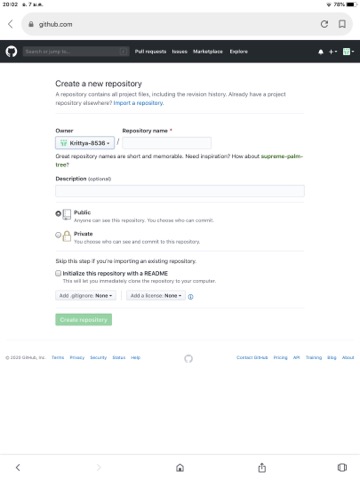 20:02 อ. 7 ม.ค.
78%
github.com
Search or jump to...
Pull requests Issues Marketplace Explore
Create a new repository
A repository contains all project files, including the revision history. Already have a project
repository elsewhere? Import a repository.
Owner Repository name *
Krittya-8536 /
Great repository names are short and memorable. Need inspiration? How about supreme-palm-
tree?
Description (optional)
Public
Anyone can see this repository. You choose who can commit.
Private
You choose who can see and commit to this repository.
Skip this step if you're importing an existing repository.
Initialize this repository with a README
This will let you immediately clone the repository to your computer.
Add .gitignore: None Add a license: None
Create repository
© 2020 GitHub, Inc. Terms Privacy Security Status Help Contact GitHub Pricing API Training Blog About